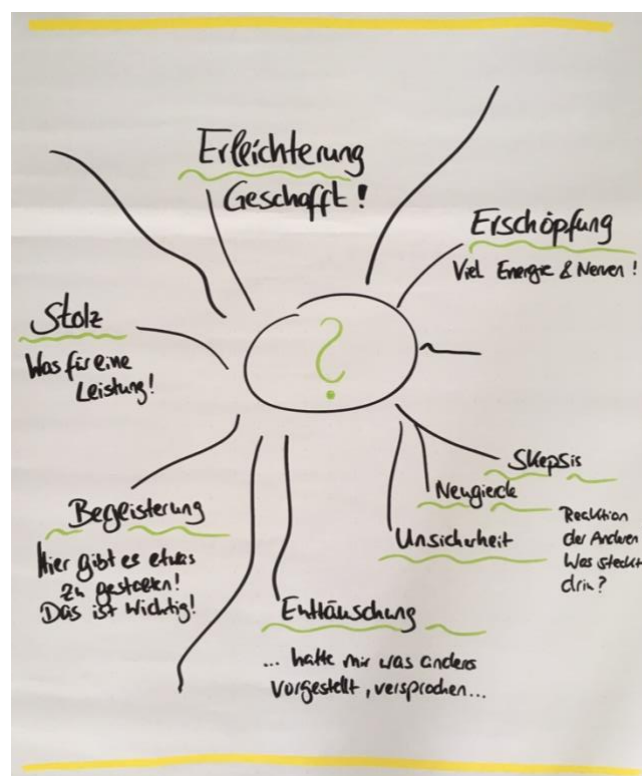 Erleichterung
Geschafft !
Erschöpfung
Viel Energie & Nerven !
Stolz
Was für eine
Leistung!
?
Skepsis
Neugierde
Unsicherheit
Reaktion
der Anderen
Was steckt
drin?
Begeisterung
Hier gibt es etwas
zu gestalten!
Das ist wichtig!
Enttäuschung
... hatte mir was anders
vorgestellt, versprochen...